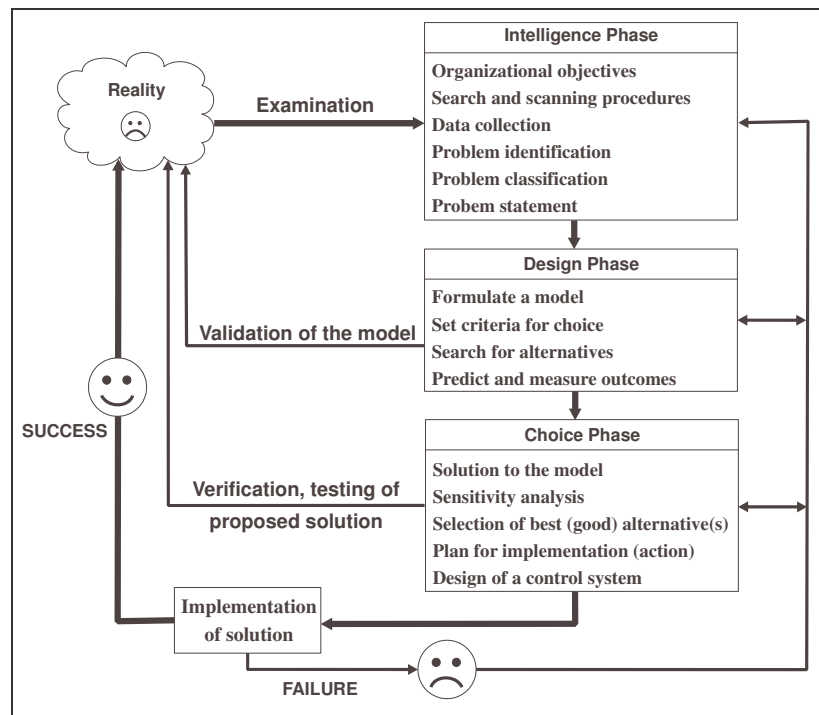 Reality
Examination
Intelligence Phase
Organizational objectives
Search and scanning procedures
Data collection
Problem identification
Problem classification
Probem statement
Design Phase
Formulate a model
Set criteria for choice
Search for alternatives
Predict and measure outcomes
Validation of the model
Choice Phase
Solution to the model
Sensitivity analysis
Selection of best (good) alternative(s)
Plan for implementation (action)
Design of a control system
Verification, testing of
proposed solution
SUCCESS
Implementation
of solution
FAILURE